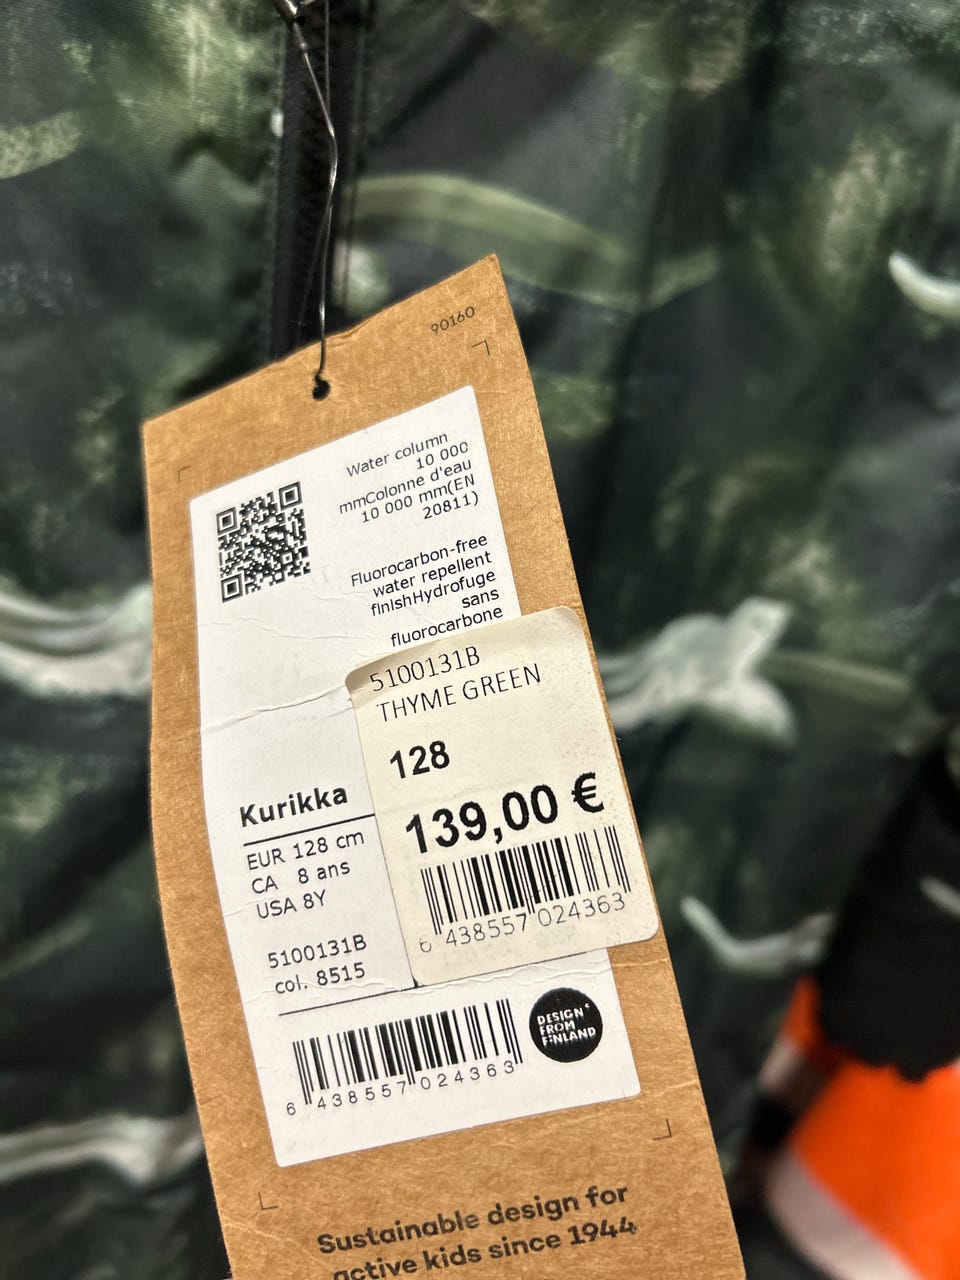 90160
Water column
10 000
mmColonne d'eau
10 000 mm(EN
20811)
Fluorocarbon-free
water repellent
finishHydrofuge
sans
fluorocarbone
5100131B
THYME GREEN
128
139,00 €
6 438557 024363
Kurikka
EUR 128 cm
CA 8 ans
USA 8Y
5100131B
col. 8515
6 438557 024363
DESIGN
FROM
FINLAND
Sustainable design for
active kids since 1944